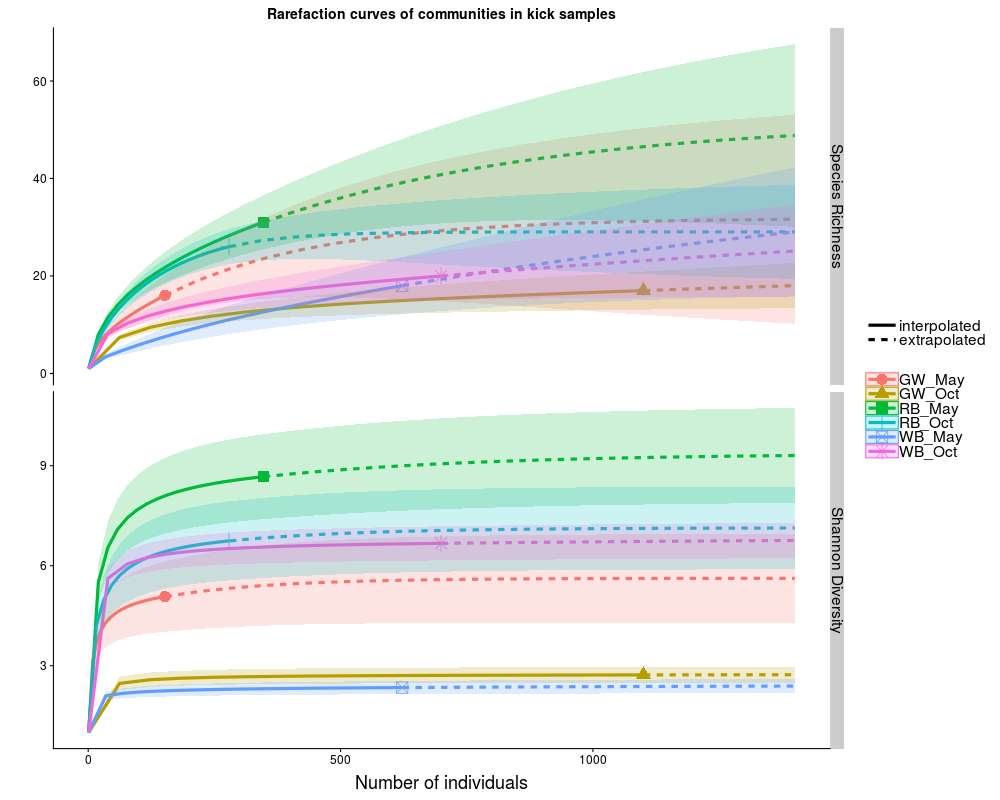 Rarefaction curves of communities in kick samples
60
40
20
0
Species Richness
9
6
3
Shannon Diversity
0
500
1000
Number of individuals
interpolated
extrapolated
GW_May
GW_Oct
RB_May
RB_Oct
WB_May
WB_Oct